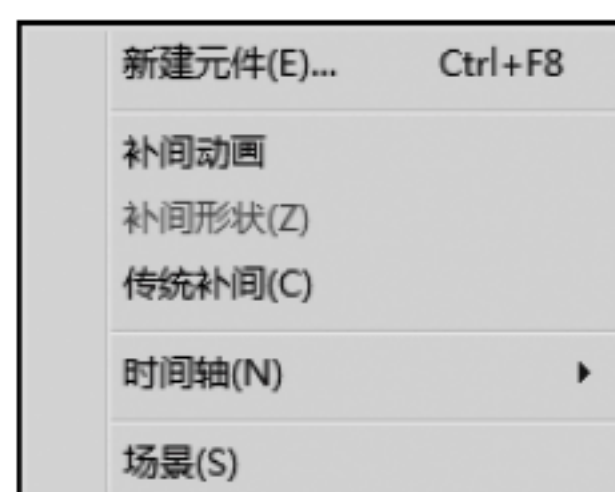 新建元件(E)... Ctrl+F8
补间动画
补间形状(Z)
传统补间(C)
时间轴(N)
场景(S)